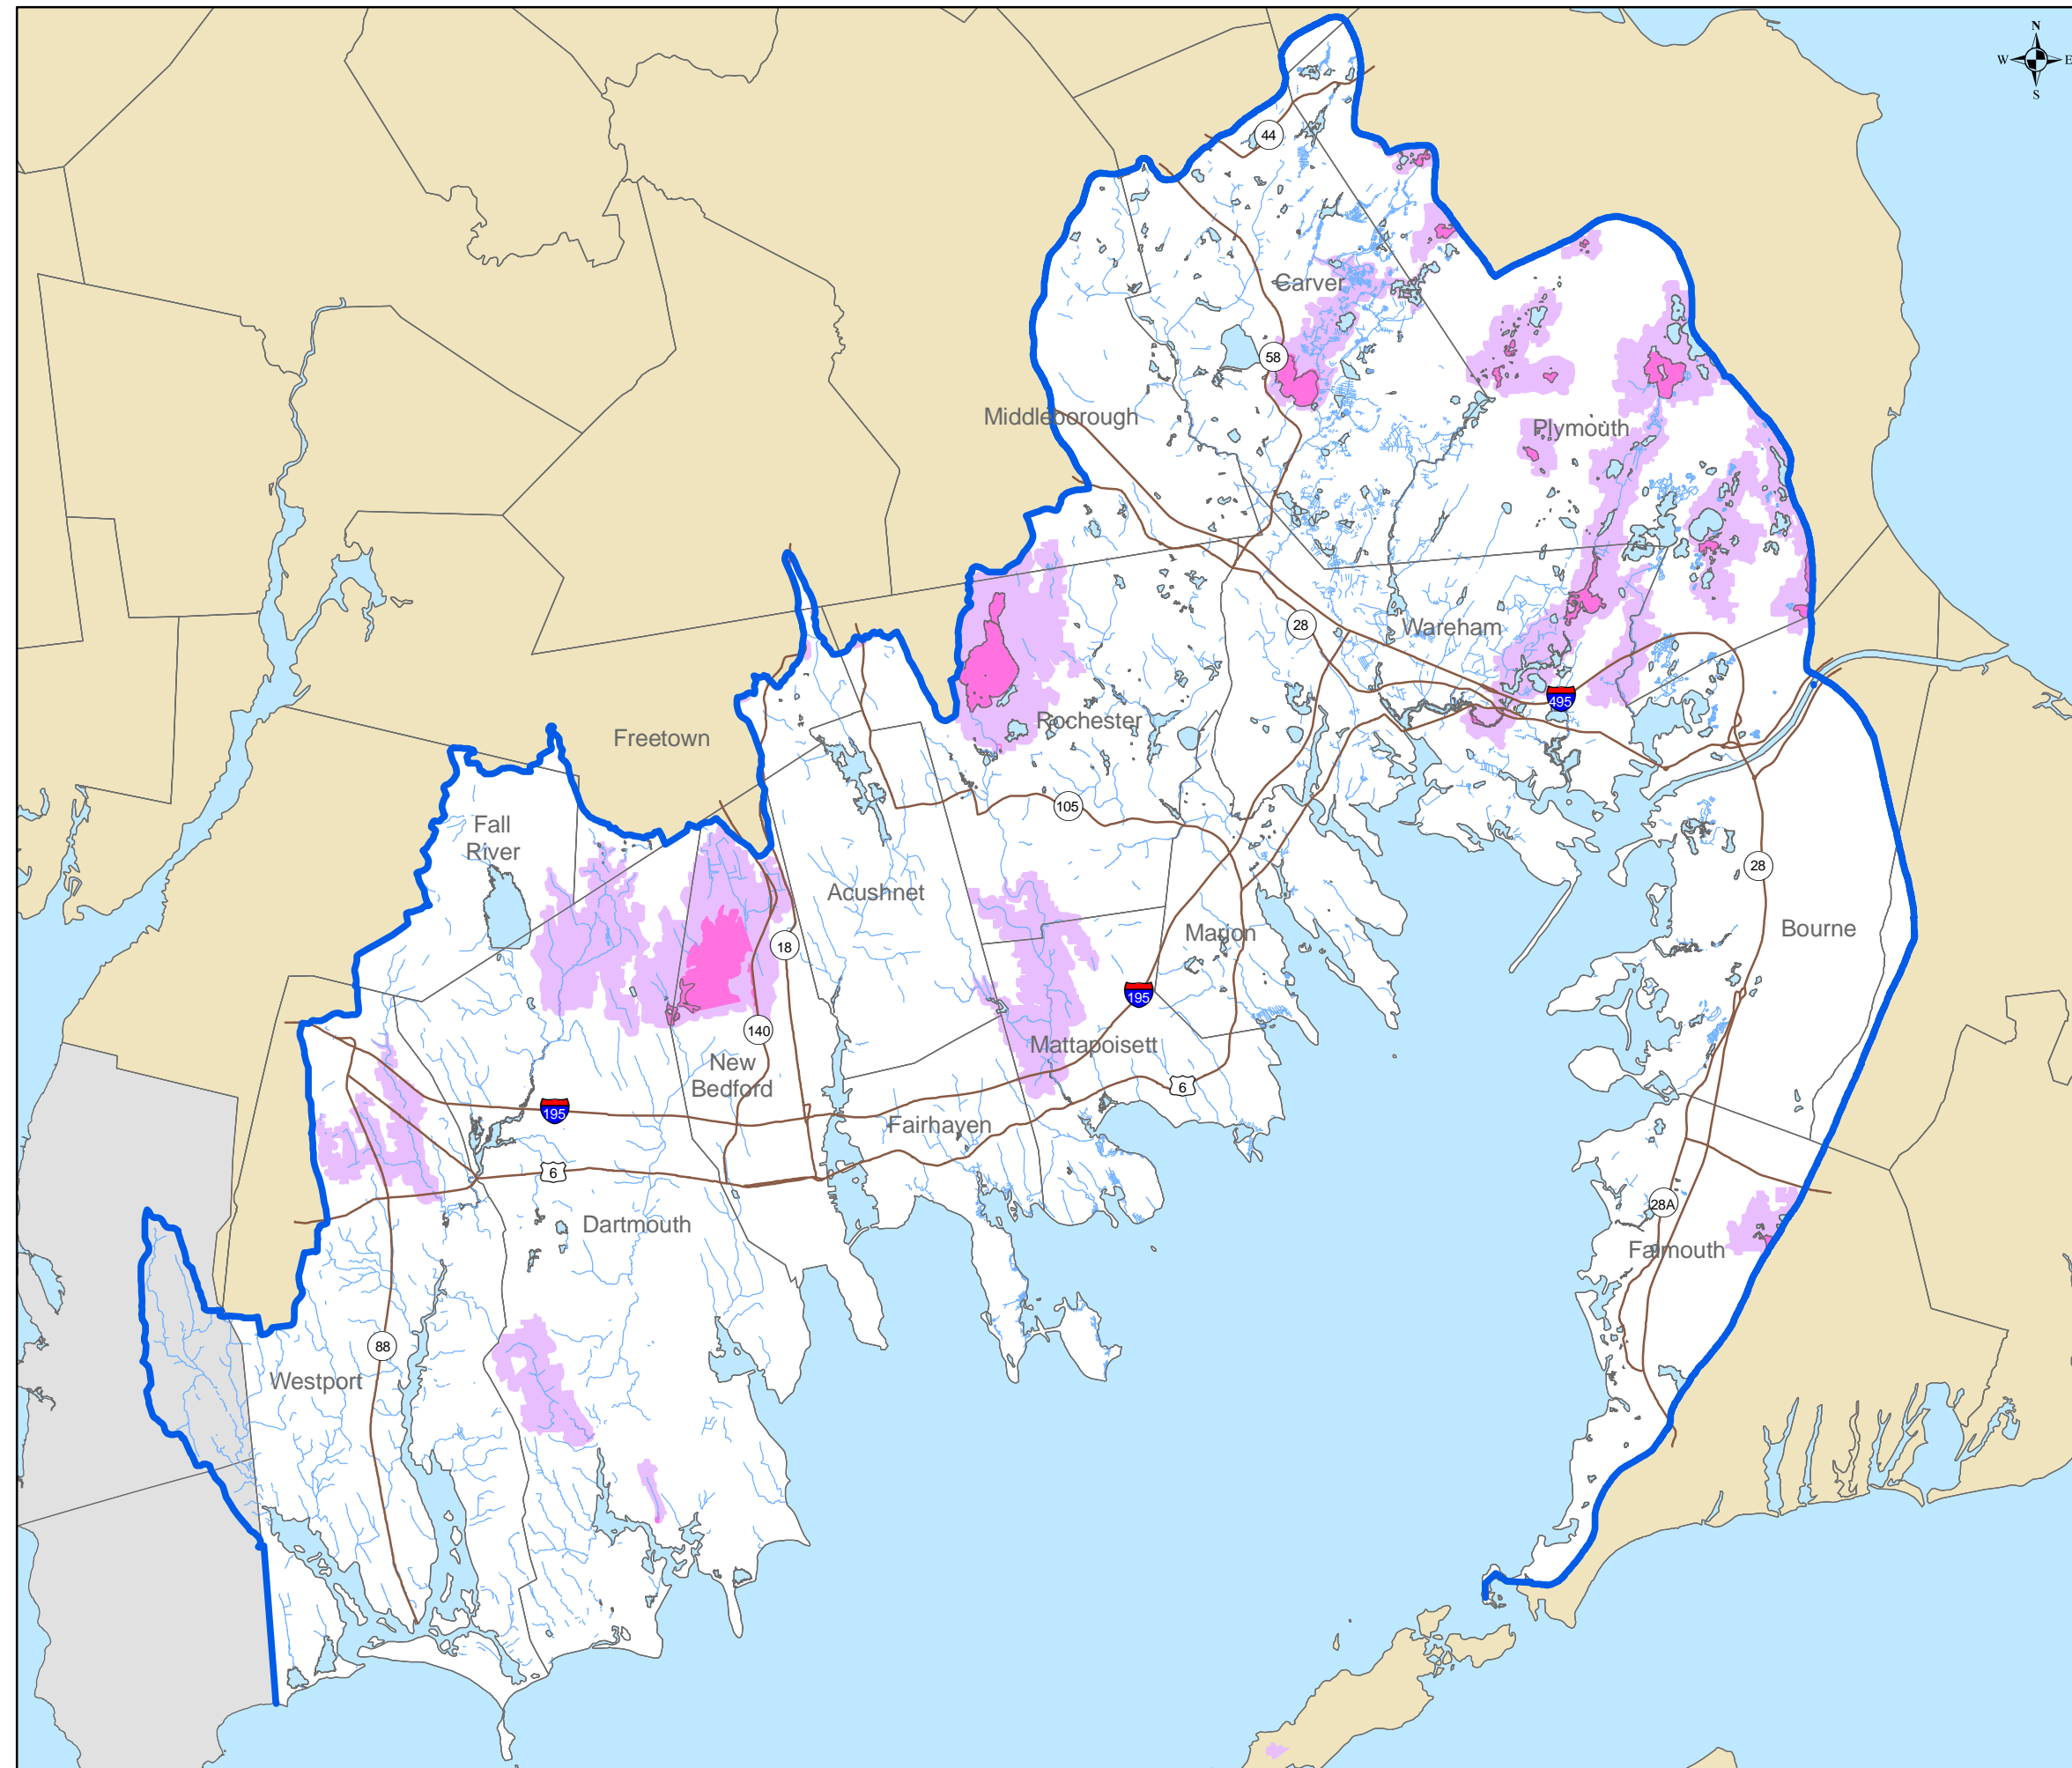 N
W E
S
44
Carver
58
Middleborough
Plymouth
28
Wareham
495
Rochester
Freetown
105
Fall
River
28
Acushnet
Bourne
Marion
18
195
140
Mattapoisett
New
Bedford
6
195
Fairhaven
6
28A
Dartmouth
Falmouth
88
Westport